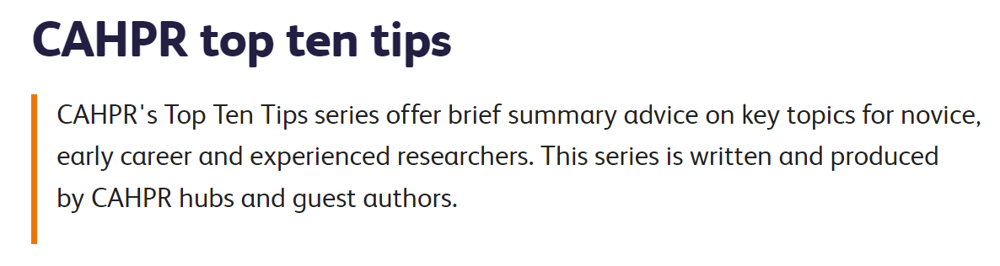 CAHPR top ten tips
CAHPR's Top Ten Tips series offer brief summary advice on key topics for novice,
early career and experienced researchers. This series is written and produced
by CAHPR hubs and guest authors.